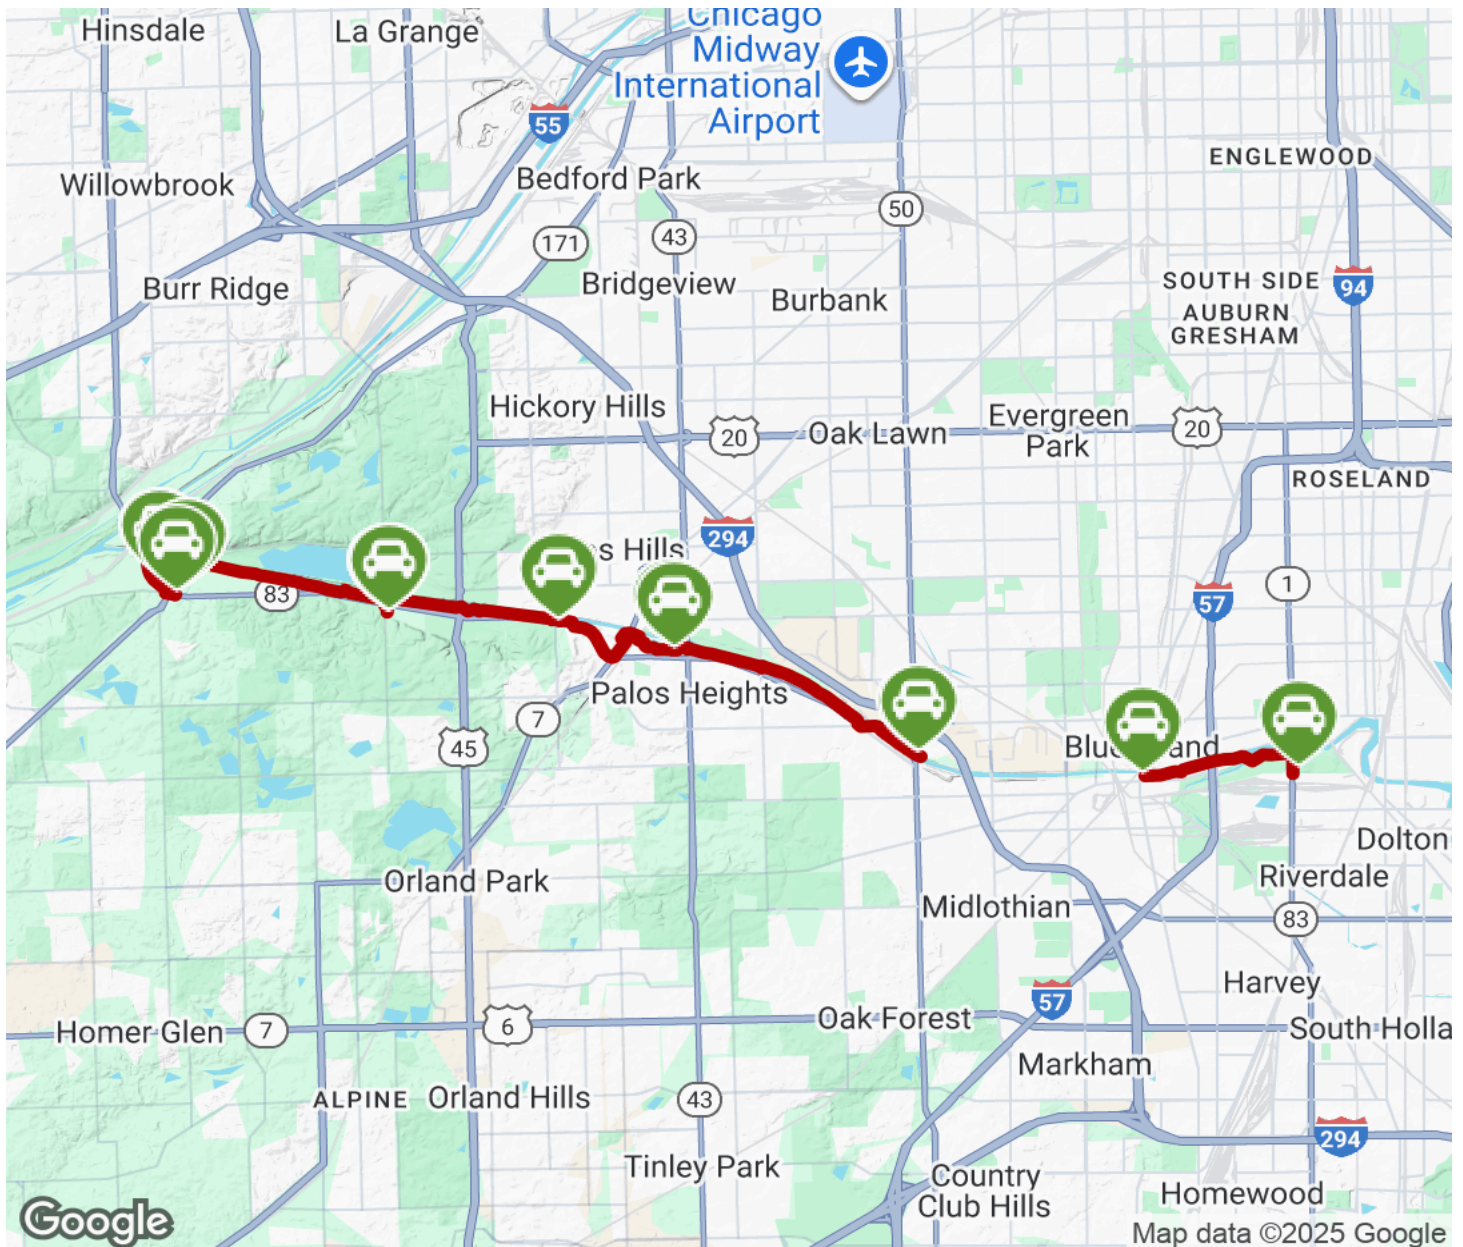 Hinsdale
La Grange
Chicago
Midway
International
Airport
55
ENGLEWOOD
Willowbrook
Bedford Park
50
171
43
Burr Ridge
Bridgeview
Burbank
SOUTH SIDE
94
AUBURN
GRESHAM
Hickory Hills
20
Oak Lawn
Evergreen
Park
20
ROSELAND
s Hills
294
83
57
1
Palos Heights
7
45
Blue and
Dolton
Orland Park
Riverdale
Midlothian
83
Harvey
57
Homer Glen
7
6
Oak Forest
South Holla
Markham
ALPINE
Orland Hills
43
294
Tinley Park
Country
Club Hills
Homewood
Google
Map data ©2025 Google